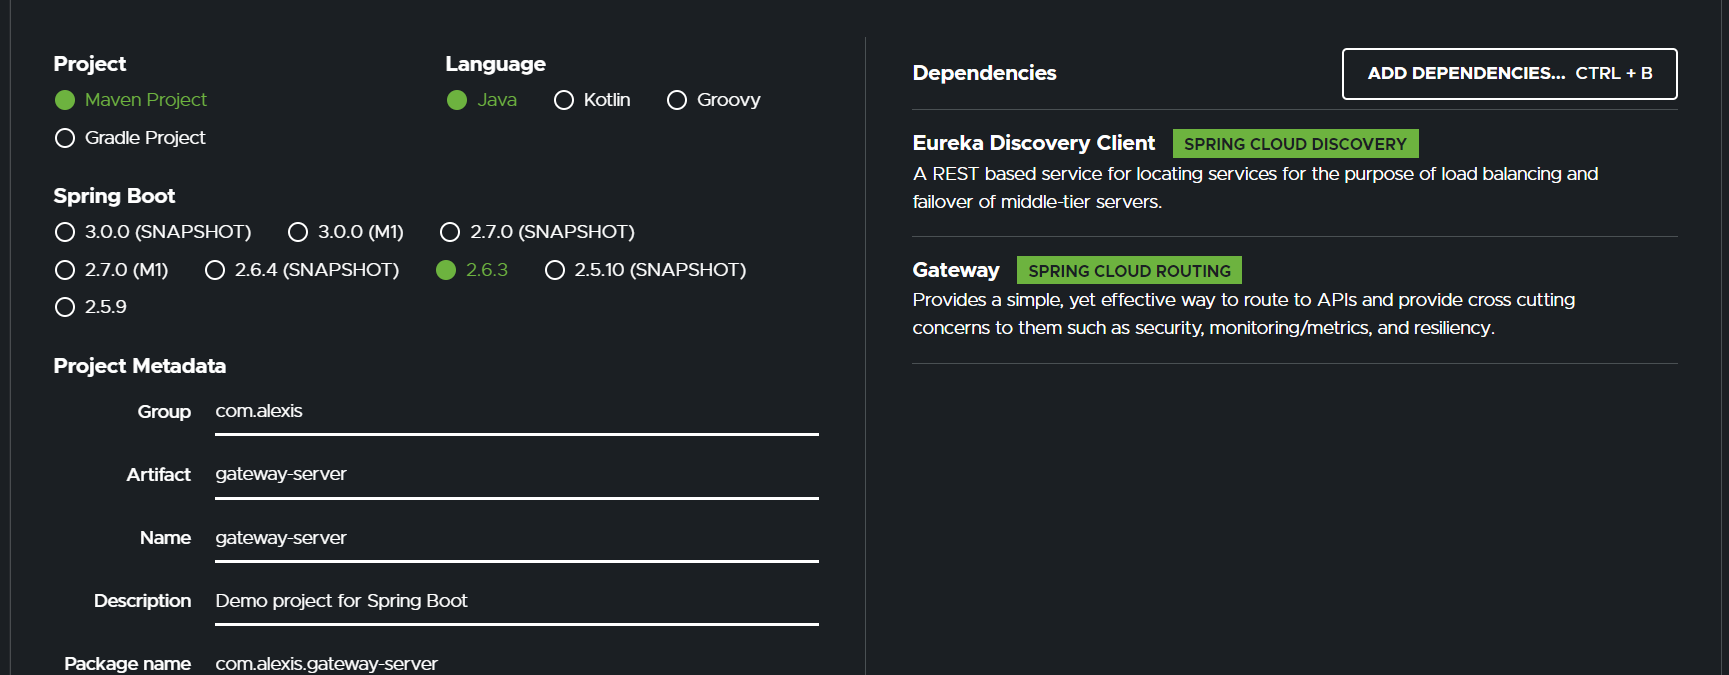 Project
Maven Project
Gradle Project
Language
Java Kotlin Groovy
Spring Boot
3.0.0 (SNAPSHOT) 3.0.0 (M1) 2.7.0 (SNAPSHOT)
2.7.0 (M1) 2.6.4 (SNAPSHOT) 2.6.3 2.5.10 (SNAPSHOT)
2.5.9
Project Metadata
Group com.alexis
Artifact gateway-server
Name gateway-server
Description Demo project for Spring Boot
Package name com.alexis.gateway-server
Dependencies
ADD DEPENDENCIES... CTRL + B
Eureka Discovery Client SPRING CLOUD DISCOVERY
A REST based service for locating services for the purpose of load balancing and
failover of middle-tier servers.
Gateway SPRING CLOUD ROUTING
Provides a simple, yet effective way to route to APIs and provide cross cutting
concerns to them such as security, monitoring/metrics, and resiliency.